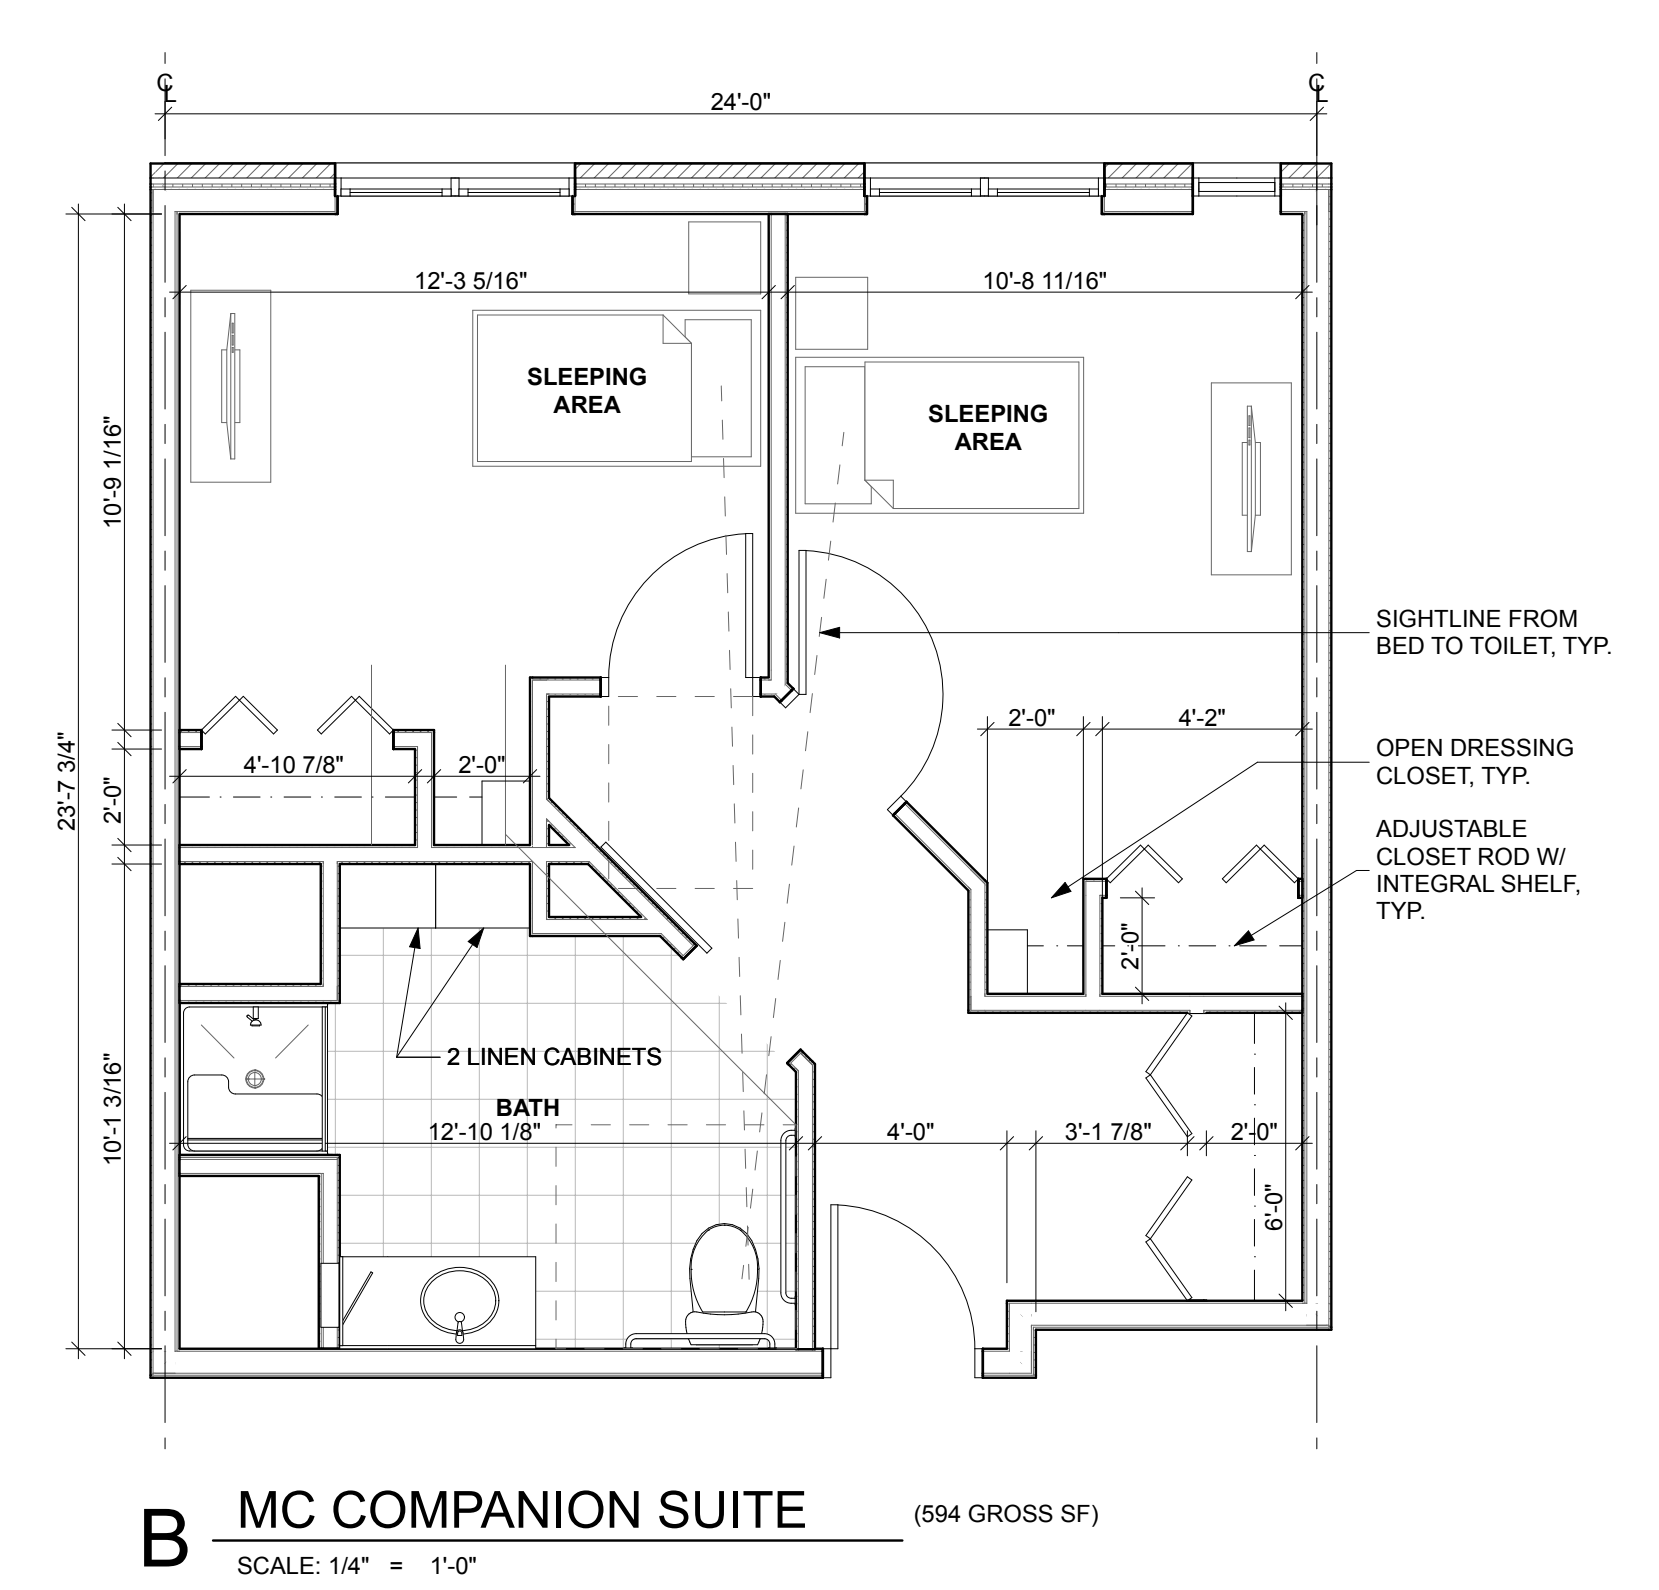 CL
CL
24'-0"
12'-3 5/16"
10'-8 11/16"
SLEEPING
AREA
SLEEPING
AREA
10'-9 1/16"
SIGHTLINE FROM
BED TO TOILET, TYP.
2'-0"
4'-2"
OPEN DRESSING
CLOSET, TYP.
4'-10 7/8"
2'-0"
23'-7 3/4"
2'-0"
ADJUSTABLE
CLOSET ROD W/
INTEGRAL SHELF,
TYP.
2'-0"
2 LINEN CABINETS
BATH
10'-1 3/16"
12'-10 1/8"
4'-0"
3'-1 7/8"
2'-0"
6'-0"
B
MC COMPANION SUITE
(594 GROSS SF)
SCALE: 1/4" = 1'-0"